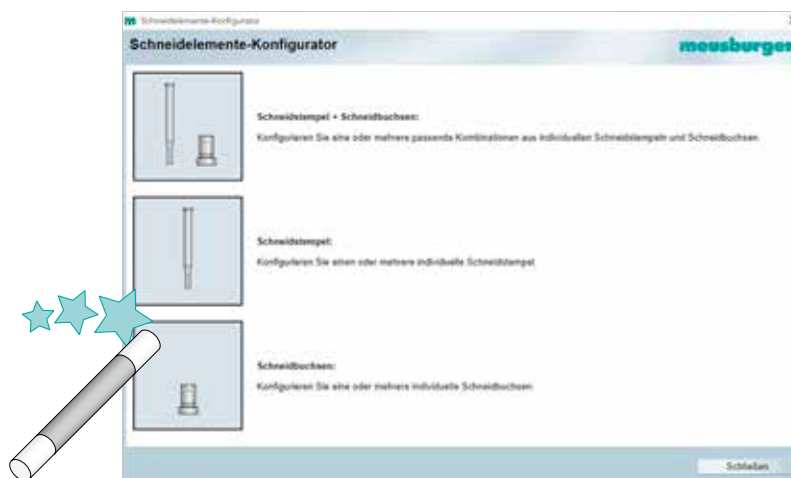 Schneidelemente-Konfigurator
Schneidelemente-Konfigurator
meusburger
Schneidstempel + Schneidbuchsen:
Konfigurieren Sie eine oder mehrere passende Kombinationen aus individuellen Schneidstempeln und Schneidbuchsen.
Schneidstempel:
Konfigurieren Sie einen oder mehrere individuelle Schneidstempel.
Schneidbuchsen:
Konfigurieren Sie eine oder mehrere individuelle Schneidbuchsen.
Schließen